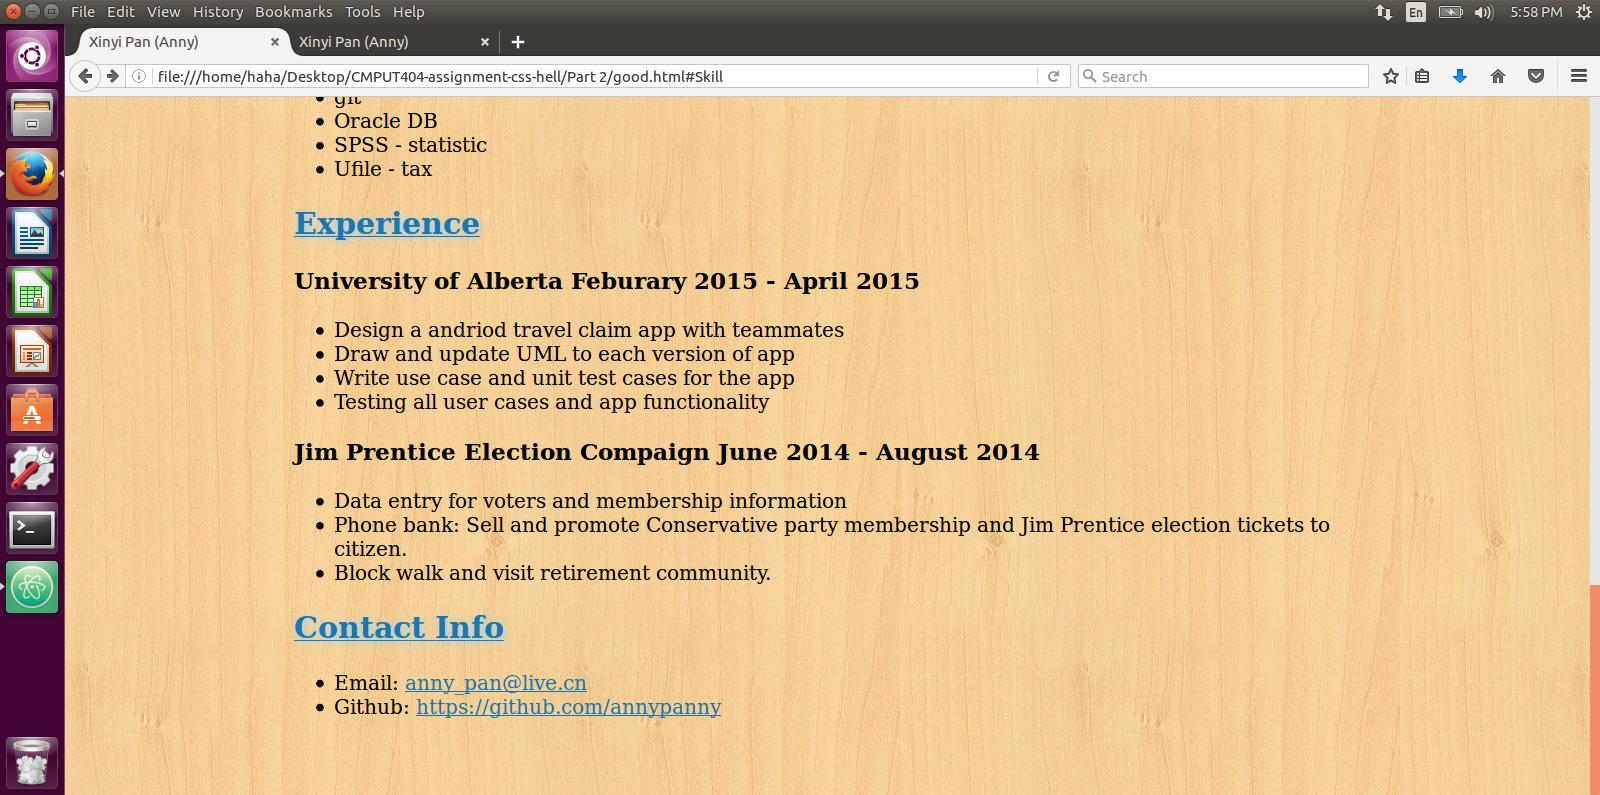 File Edit View History Bookmarks Tools Help
En
5:58 PM
Xinyi Pan (Anny)
Xinyi Pan (Anny)
file:///home/haha/Desktop/CMPUT404-assignment-css-hell/Part 2/good.html#Skill
Search
git
Oracle DB
SPSS - statistic
Ufile - tax
Experience
University of Alberta Feburary 2015 - April 2015
Design a andriod travel claim app with teammates
Draw and update UML to each version of app
Write use case and unit test cases for the app
Testing all user cases and app functionality
Jim Prentice Election Compaign June 2014 - August 2014
Data entry for voters and membership information
Phone bank: Sell and promote Conservative party membership and Jim Prentice election tickets to
citizen.
Block walk and visit retirement community.
Contact Info
Email: anny_pan@live.cn
Github: https://github.com/annypanny